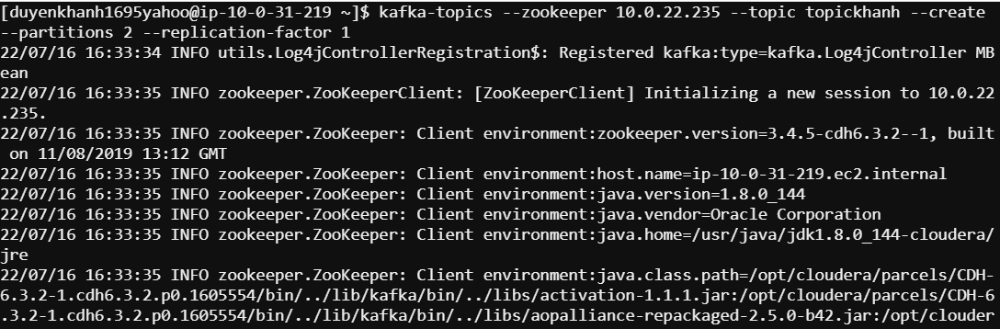 [duyenkhanh1695yahoo@ip-10-0-31-219 ~]$ kafka-topics --zookeeper 10.0.22.235 --topic topickhanh --create
--partitions 2 --replication-factor 1
22/07/16 16:33:34 INFO utils.Log4jControllerRegistration$: Registered kafka:type=kafka.Log4jController MB
ean
22/07/16 16:33:35 INFO zookeeper.ZooKeeperClient: [ZooKeeperClient] Initializing a new session to 10.0.22
.235.
22/07/16 16:33:35 INFO zookeeper.ZooKeeper: Client environment:zookeeper.version=3.4.5-cdh6.3.2--1, built
on 11/08/2019 13:12 GMT
22/07/16 16:33:35 INFO zookeeper.ZooKeeper: Client environment:host.name=ip-10-0-31-219.ec2.internal
22/07/16 16:33:35 INFO zookeeper.ZooKeeper: Client environment:java.version=1.8.0_144
22/07/16 16:33:35 INFO zookeeper.ZooKeeper: Client environment:java.vendor=Oracle Corporation
22/07/16 16:33:35 INFO zookeeper.ZooKeeper: Client environment:java.home=/usr/java/jdk1.8.0_144-cloudera/
jre
22/07/16 16:33:35 INFO zookeeper.ZooKeeper: Client environment:java.class.path=/opt/cloudera/parcels/CDH-
6.3.2-1.cdh6.3.2.p0.1605554/bin/../lib/kafka/bin/../libs/activation-1.1.1.jar:/opt/cloudera/parcels/CDH-6
.3.2-1.cdh6.3.2.p0.1605554/bin/../lib/kafka/bin/../libs/aopalliance-repackaged-2.5.0-b42.jar:/opt/clouder